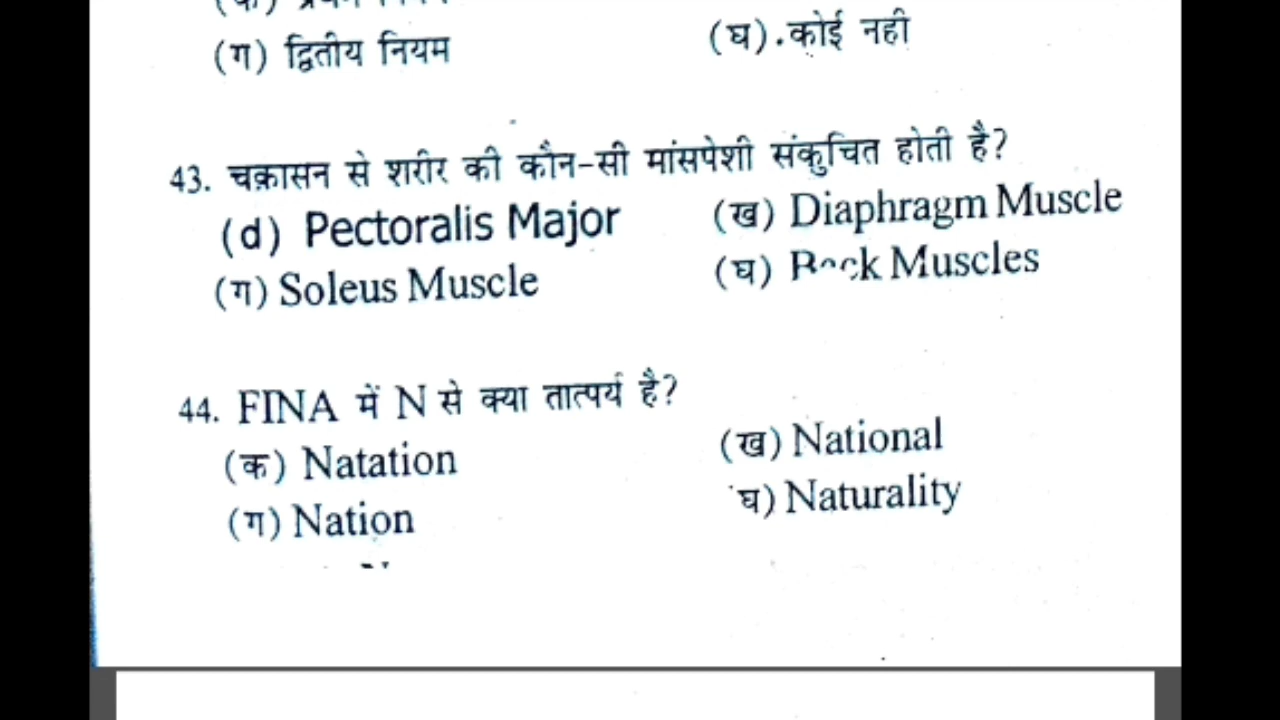 (ग) द्वितीय नियम (घ).कोई नही
43. चक्रासन से शरीर की कौन-सी मांसपेशी संकुचित होती है?
(d) Pectoralis Major (ख) Diaphragm Muscle
(ग) Soleus Muscle (घ) Back Muscles
44. FINA में N से क्या तात्पर्य है?
(क) Natation (ख) National
(ग) Nation घ) Naturality